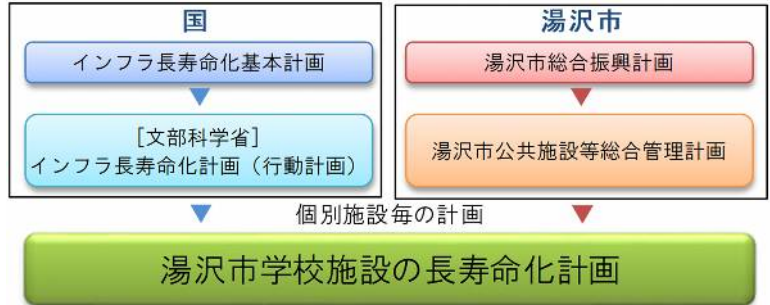 国
インフラ長寿命化基本計画
[文部科学省]
インフラ長寿命化計画（行動計画）
湯沢市
湯沢市総合振興計画
湯沢市公共施設等総合管理計画
個別施設毎の計画
湯沢市学校施設の長寿命化計画